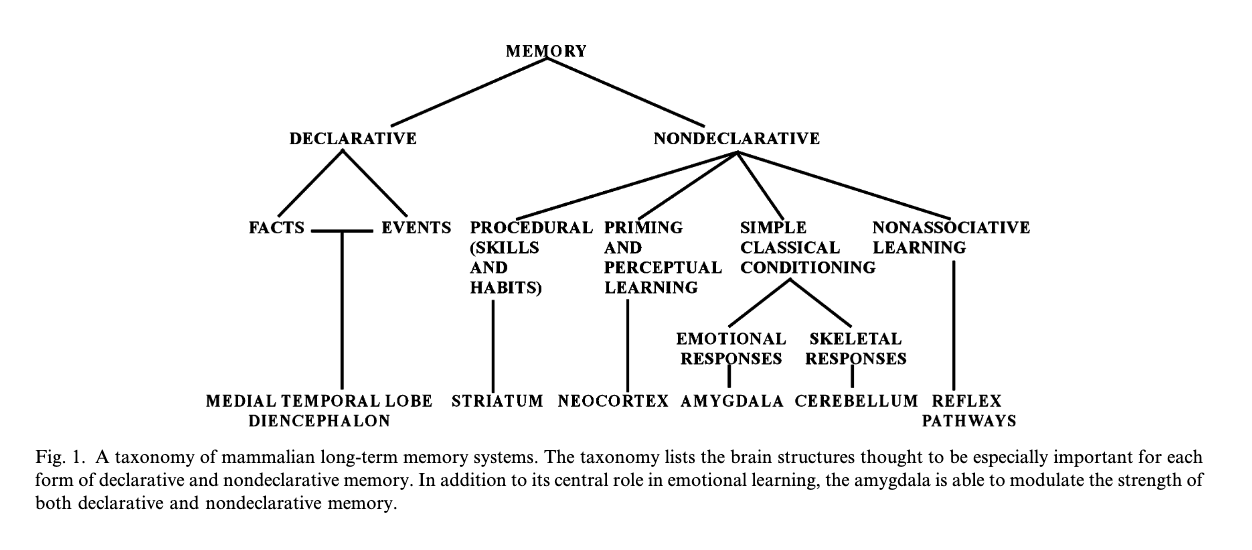 MEMORY
DECLARATIVE NONDECLARATIVE
FACTS EVENTS PROCEDURAL PRIMING SIMPLE NONASSOCIATIVE
(SKILLS AND CLASSICAL LEARNING
AND PERCEPTUAL CONDITIONING
HABITS) LEARNING
EMOTIONAL SKELETAL
RESPONSES RESPONSES
MEDIAL TEMPORAL LOBE STRIATUM NEOCORTEX AMYGDALA CEREBELLUM REFLEX
DIENCEPHALON PATHWAYS
Fig. 1. A taxonomy of mammalian long-term memory systems. The taxonomy lists the brain structures thought to be especially important for each
form of declarative and nondeclarative memory. In addition to its central role in emotional learning, the amygdala is able to modulate the strength of
both declarative and nondeclarative memory.